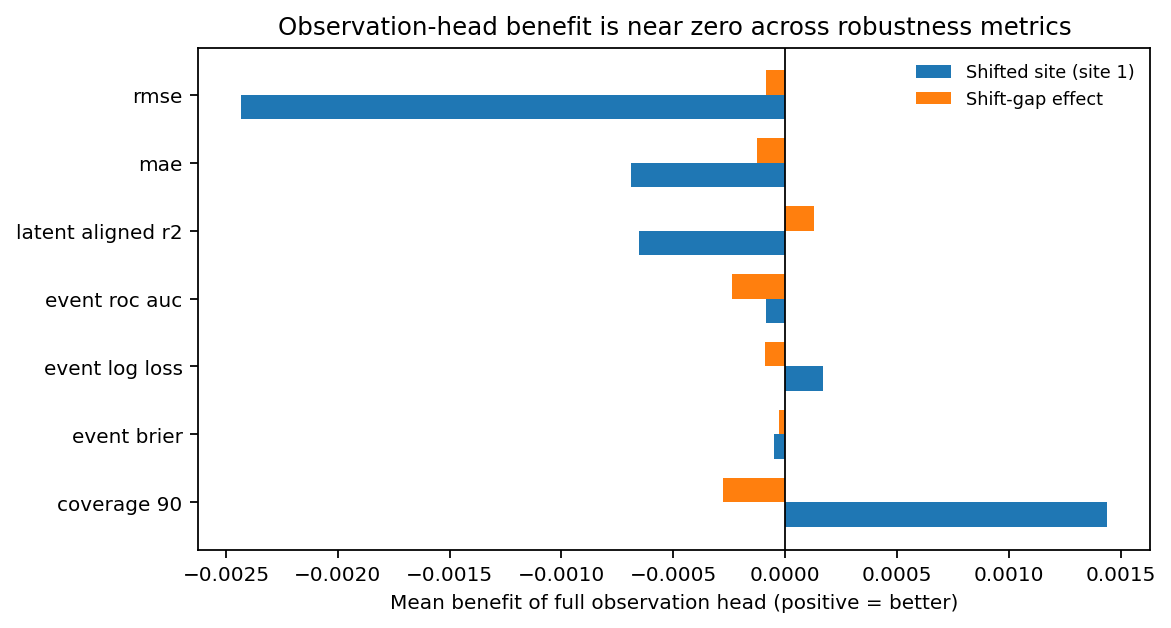 Observation-head benefit is near zero across robustness metrics
Shifted site (site 1)
Shift-gap effect
rmse
mae
latent aligned r2
event roc auc
event log loss
event brier
coverage 90
−0.0025 −0.0020 −0.0015 −0.0010 −0.0005 0.0000 0.0005 0.0010 0.0015
Mean benefit of full observation head (positive = better)